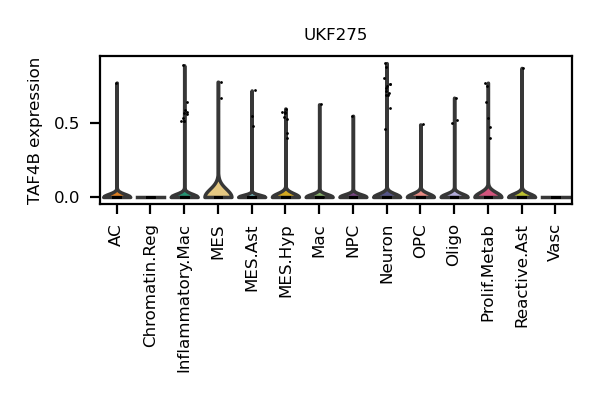 UKF275
TAF4B expression
0.5
0.0
AC
Chromatin.Reg
Inflammatory.Mac
MES
MES.Ast
MES.Hyp
Mac
NPC
Neuron
OPC
Oligo
Prolif.Metab
Reactive.Ast
Vasc